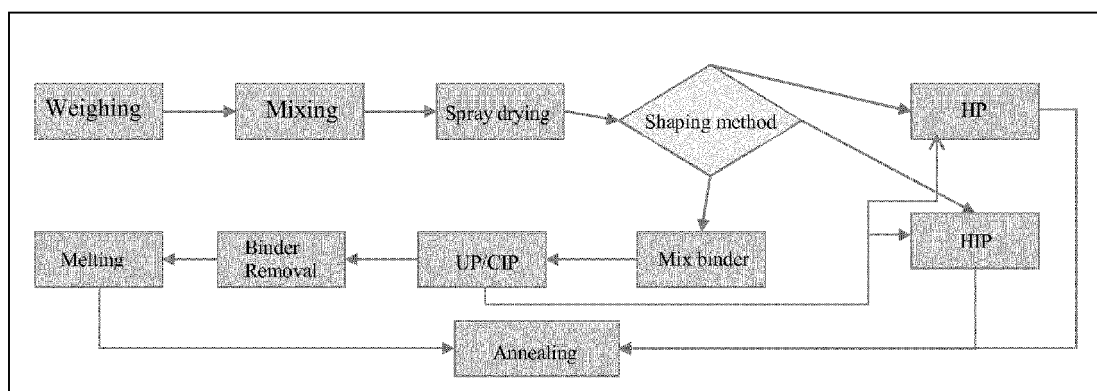 Weighing
Mixing
Spray drying
Shaping method
HP
Melting
Binder
Removal
UP/CIP
Mix binder
HIP
Annealing